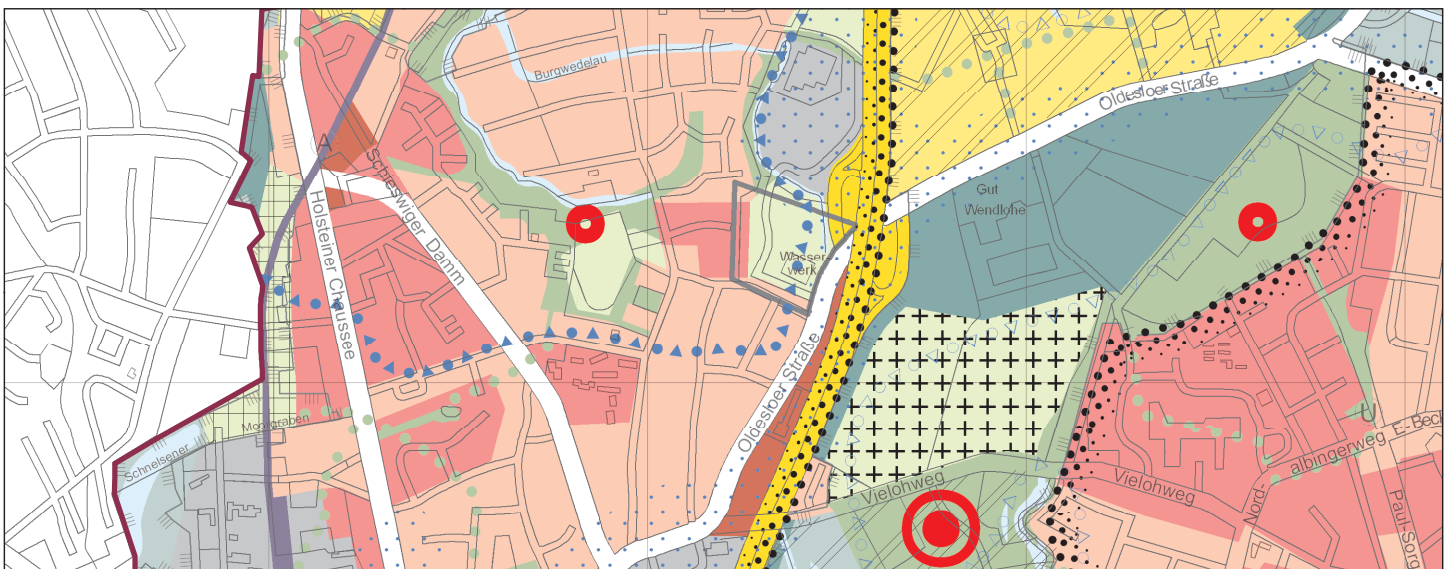 Burgwedelau
Oldesloer Straße
Schleswiger Damm
Holsteiner Chaussee
Gut
Wendlohe
Wasser-
werk
Oldesloer Straße
Moorgraben
Schnelsener
Vielohweg
Vielohweg
Nord-
albingerweg
Paul-Sorg